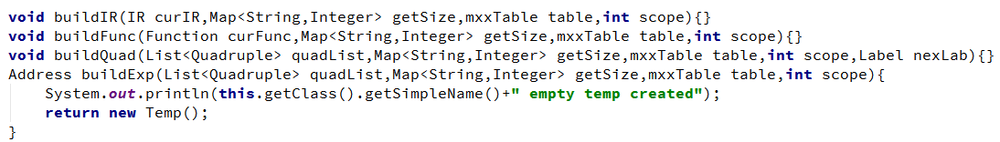 void buildIR(IR curIR,Map<String,Integer> getSize,mxxTable table,int scope){}
void buildFunc(Function curFunc,Map<String,Integer> getSize,mxxTable table,int scope){}
void buildQuad(List<Quadruple> quadList,Map<String,Integer> getSize,mxxTable table,int scope,Label nexLab){}
Address buildExp(List<Quadruple> quadList,Map<String,Integer> getSize,mxxTable table,int scope){
    System.out.println(this.getClass().getSimpleName()+" empty temp created");
    return new Temp();
}